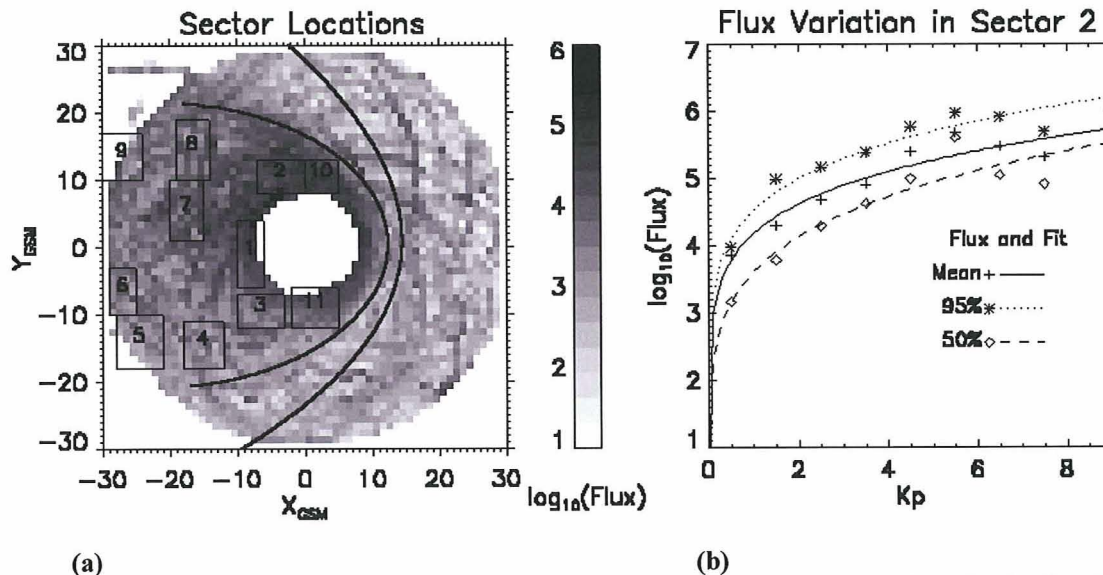 Sector Locations
30
20
10
0
−10
−20
−30
−30 −20 −10 0 10 20 30
Y_GSM
X_GSM
9
8
2
10
7
1
6
3
11
5
4
6
5
4
3
2
1
log₁₀(Flux)
(a)
Flux Variation in Sector 2
7
6
5
4
3
2
1
log₁₀(Flux)
0 2 4 6 8
Kp
Flux and Fit
Mean
95%
50%
(b)